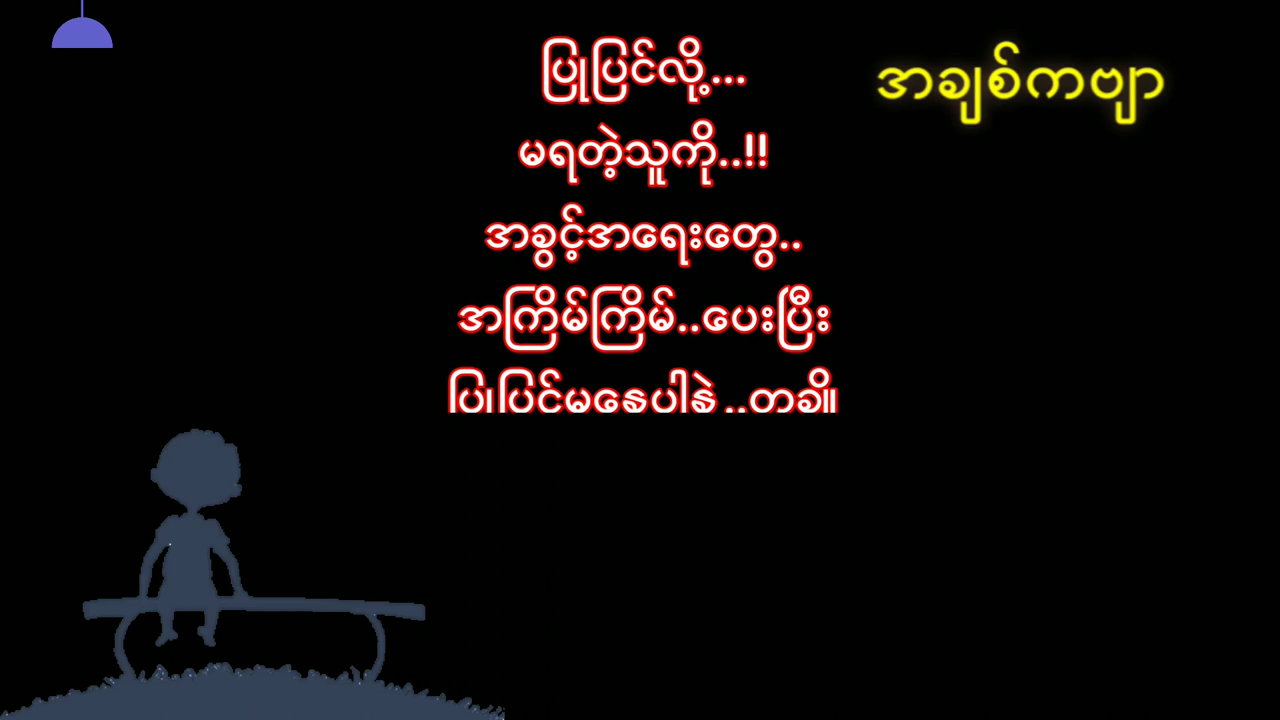 ပြုပြင်လို့...
အချစ်ကဗျာ
မရတဲ့သူကို..!!
အခွင့်အရေးတွေ..
အကြိမ်ကြိမ်..ပေးပြီး
ပြုပြင်မနေပါနဲ့..တချို